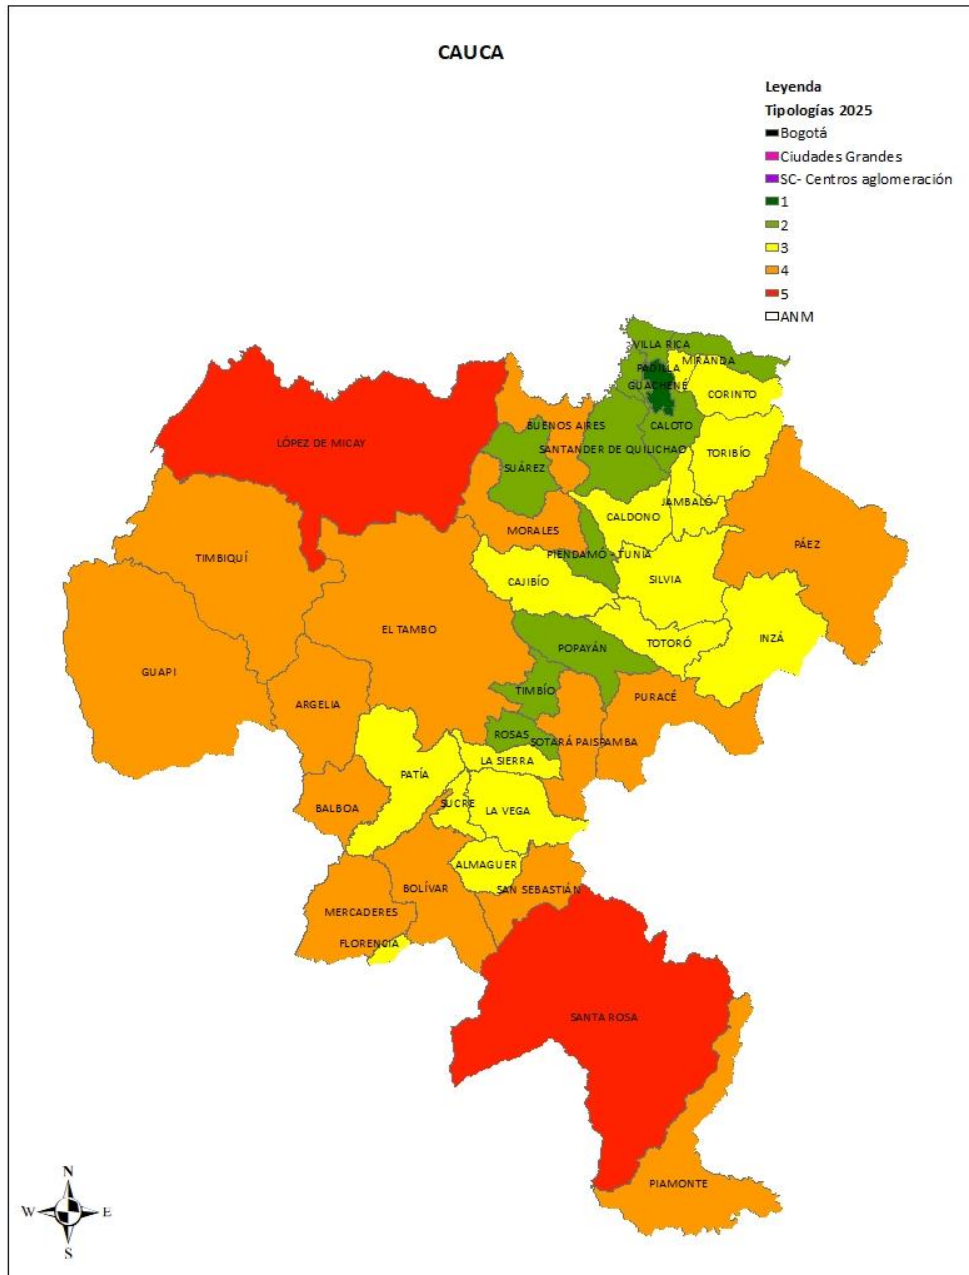 CAUCA
Leyenda
Tipologías 2025
Bogotá
Ciudades Grandes
SC- Centros aglomeración
1
2
3
4
5
ANM
VILLA RICA
MIRANDA
PADILLA
GUACHENÉ
CORINTO
BUENOS AIRES
CALOTO
LÓPEZ DE MICAY
SANTANDER DE QUILICHAO
TORIBÍO
SUÁREZ
JAMBALÓ
CALDONO
MORALES
PÁEZ
PIENDAMÓ - TUNÍA
TIMBIQUÍ
CAJIBÍO
SILVIA
EL TAMBO
INZÁ
TOTORÓ
POPAYÁN
GUAPI
TIMBÍO
PURACÉ
ARGELIA
ROSAS
SOTARÁ PAISPAMBA
LA SIERRA
PATÍA
SUCRE
BALBOA
LA VEGA
ALMAGUER
BOLÍVAR
SAN SEBASTIÁN
MERCADERES
FLORENCIA
SANTA ROSA
PIAMONTE
N
W
E
S